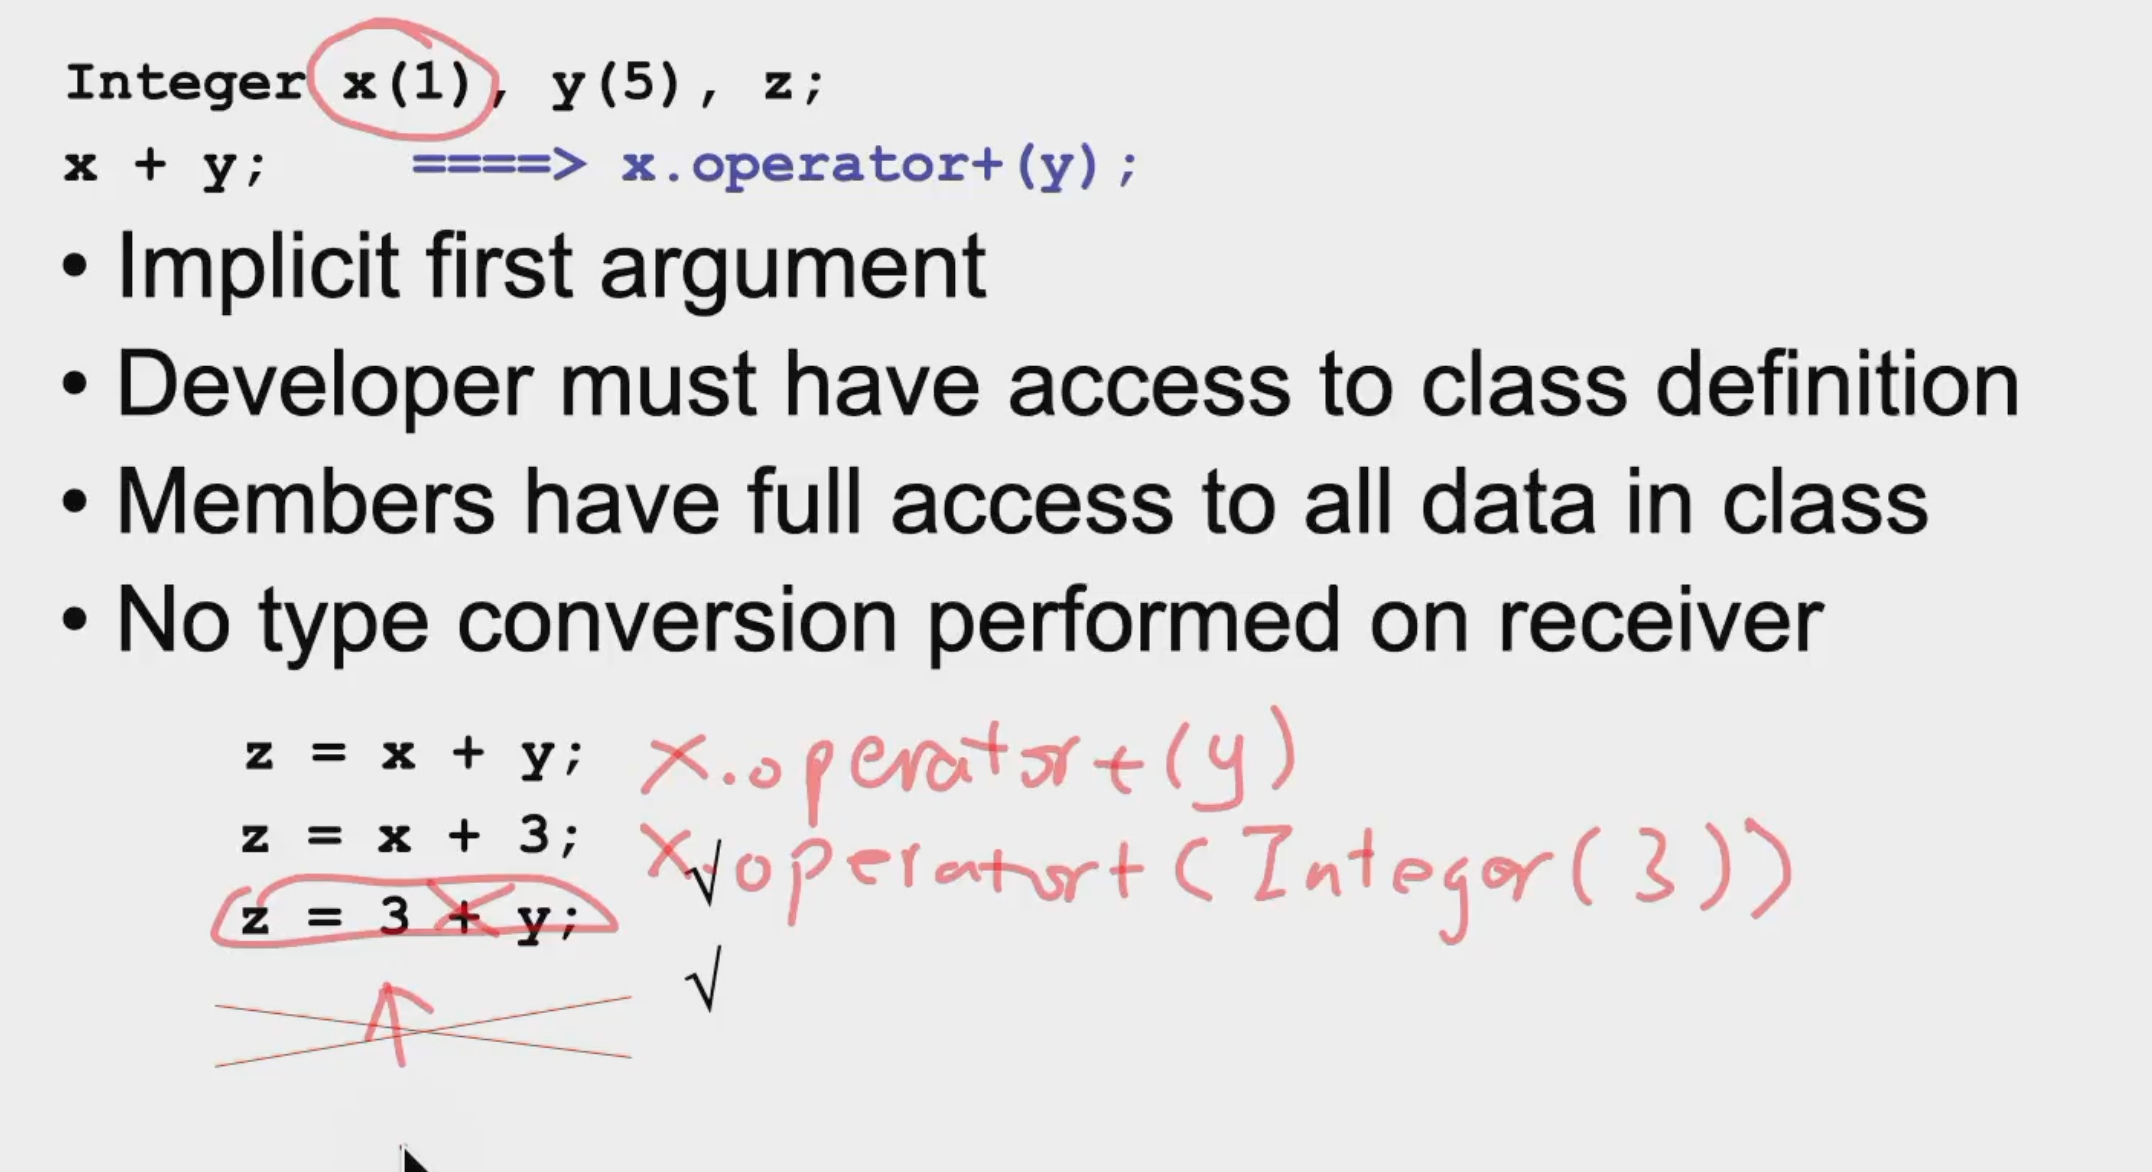 Integer x(1), y(5), z;
x + y; ====> x.operator+(y);
• Implicit first argument
• Developer must have access to class definition
• Members have full access to all data in class
• No type conversion performed on receiver
z = x + y; x.operator+(y)
z = x + 3; √ x.operator+(Integer(3))
z = 3 + y;
√